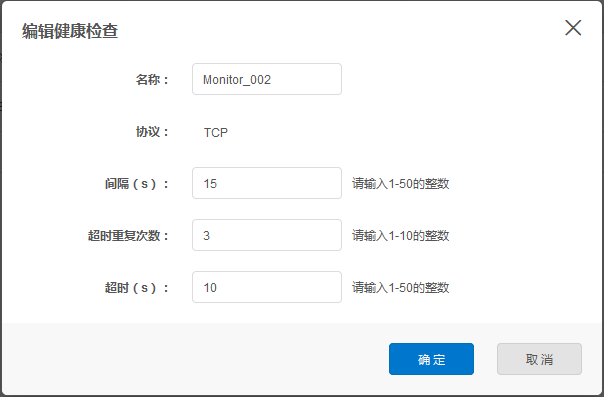 编辑健康检查
名称： Monitor_002
协议： TCP
间隔（s）： 15 请输入1-50的整数
超时重复次数： 3 请输入1-10的整数
超时（s）： 10 请输入1-50的整数
确定 取消